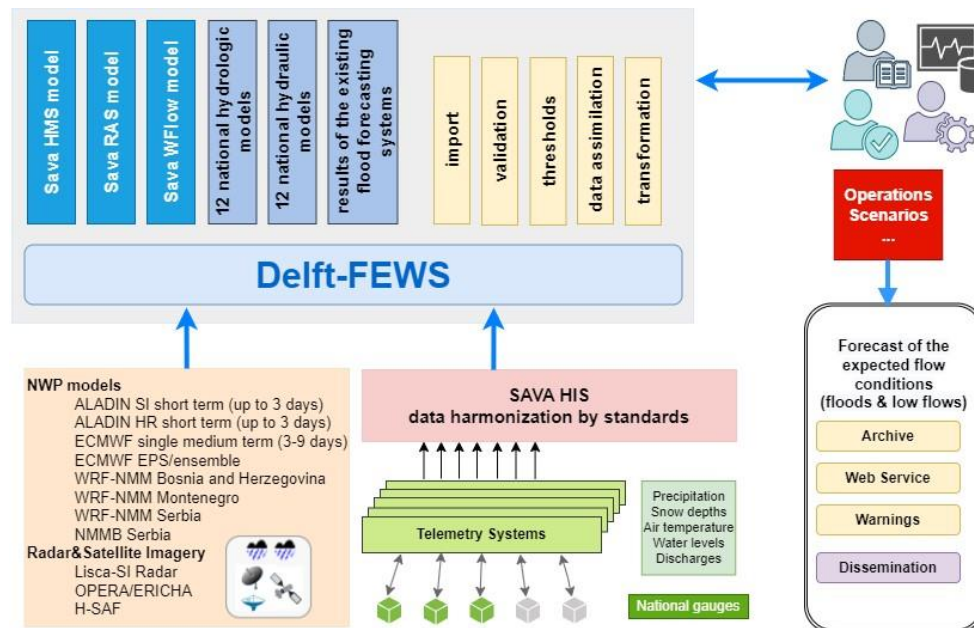 Sava HMS model
Sava RAS model
Sava WFlow model
12 national hydrologic
models
12 national hydraulic
models
results of the existing
flood forecasting
systems
import
validation
thresholds
data assimilation
transformation
Delft-FEWS
Operations
Scenarios
...
NWP models
ALADIN SI short term (up to 3 days)
ALADIN HR short term (up to 3 days)
ECMWF single medium term (3-9 days)
ECMWF EPS/ensemble
WRF-NMM Bosnia and Herzegovina
WRF-NMM Montenegro
WRF-NMM Serbia
NMMB Serbia
Radar&Satellite Imagery
Lisca-SI Radar
OPERA/ERICHA
H-SAF
SAVA HIS
data harmonization by standards
Telemetry Systems
Precipitation
Snow depths
Air temperature
Water levels
Discharges
National gauges
Forecast of the
expected flow
conditions
(floods & low flows)
Archive
Web Service
Warnings
Dissemination